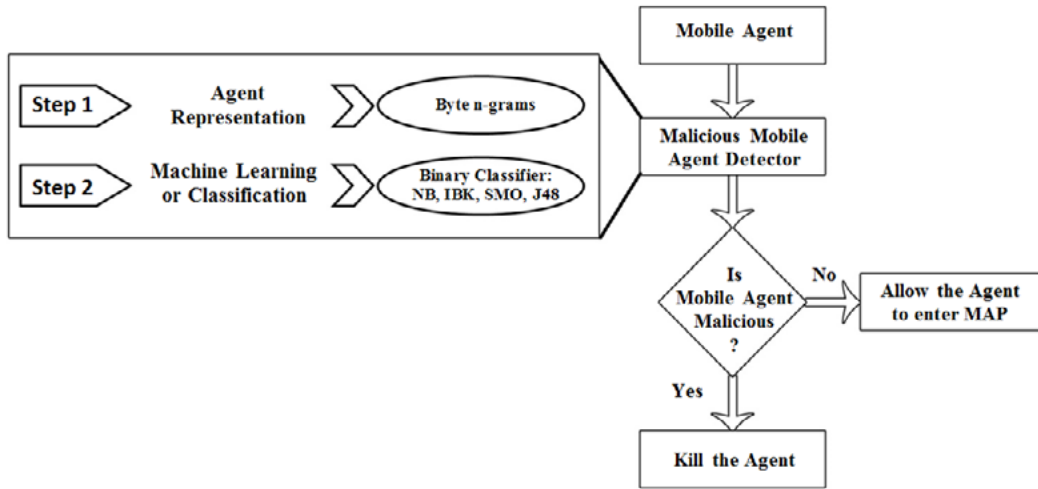 Mobile Agent
Step 1
Agent
Representation
Byte n-grams
Step 2
Machine Learning
or Classification
Binary Classifier:
NB, IBK, SMO, J48
Malicious Mobile
Agent Detector
Is
Mobile Agent
Malicious
?
No
Allow the Agent
to enter MAP
Yes
Kill the Agent